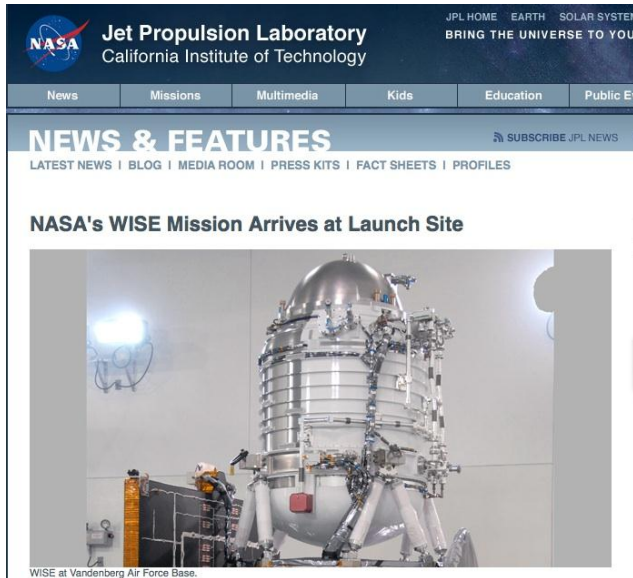 JPL HOME EARTH SOLAR SYSTEM
BRING THE UNIVERSE TO YOU
NASA
Jet Propulsion Laboratory
California Institute of Technology
News Missions Multimedia Kids Education Public
NEWS & FEATURES
SUBSCRIBE JPL NEWS
LATEST NEWS | BLOG | MEDIA ROOM | PRESS KITS | FACT SHEETS | PROFILES
NASA's WISE Mission Arrives at Launch Site
WISE at Vandenberg Air Force Base.